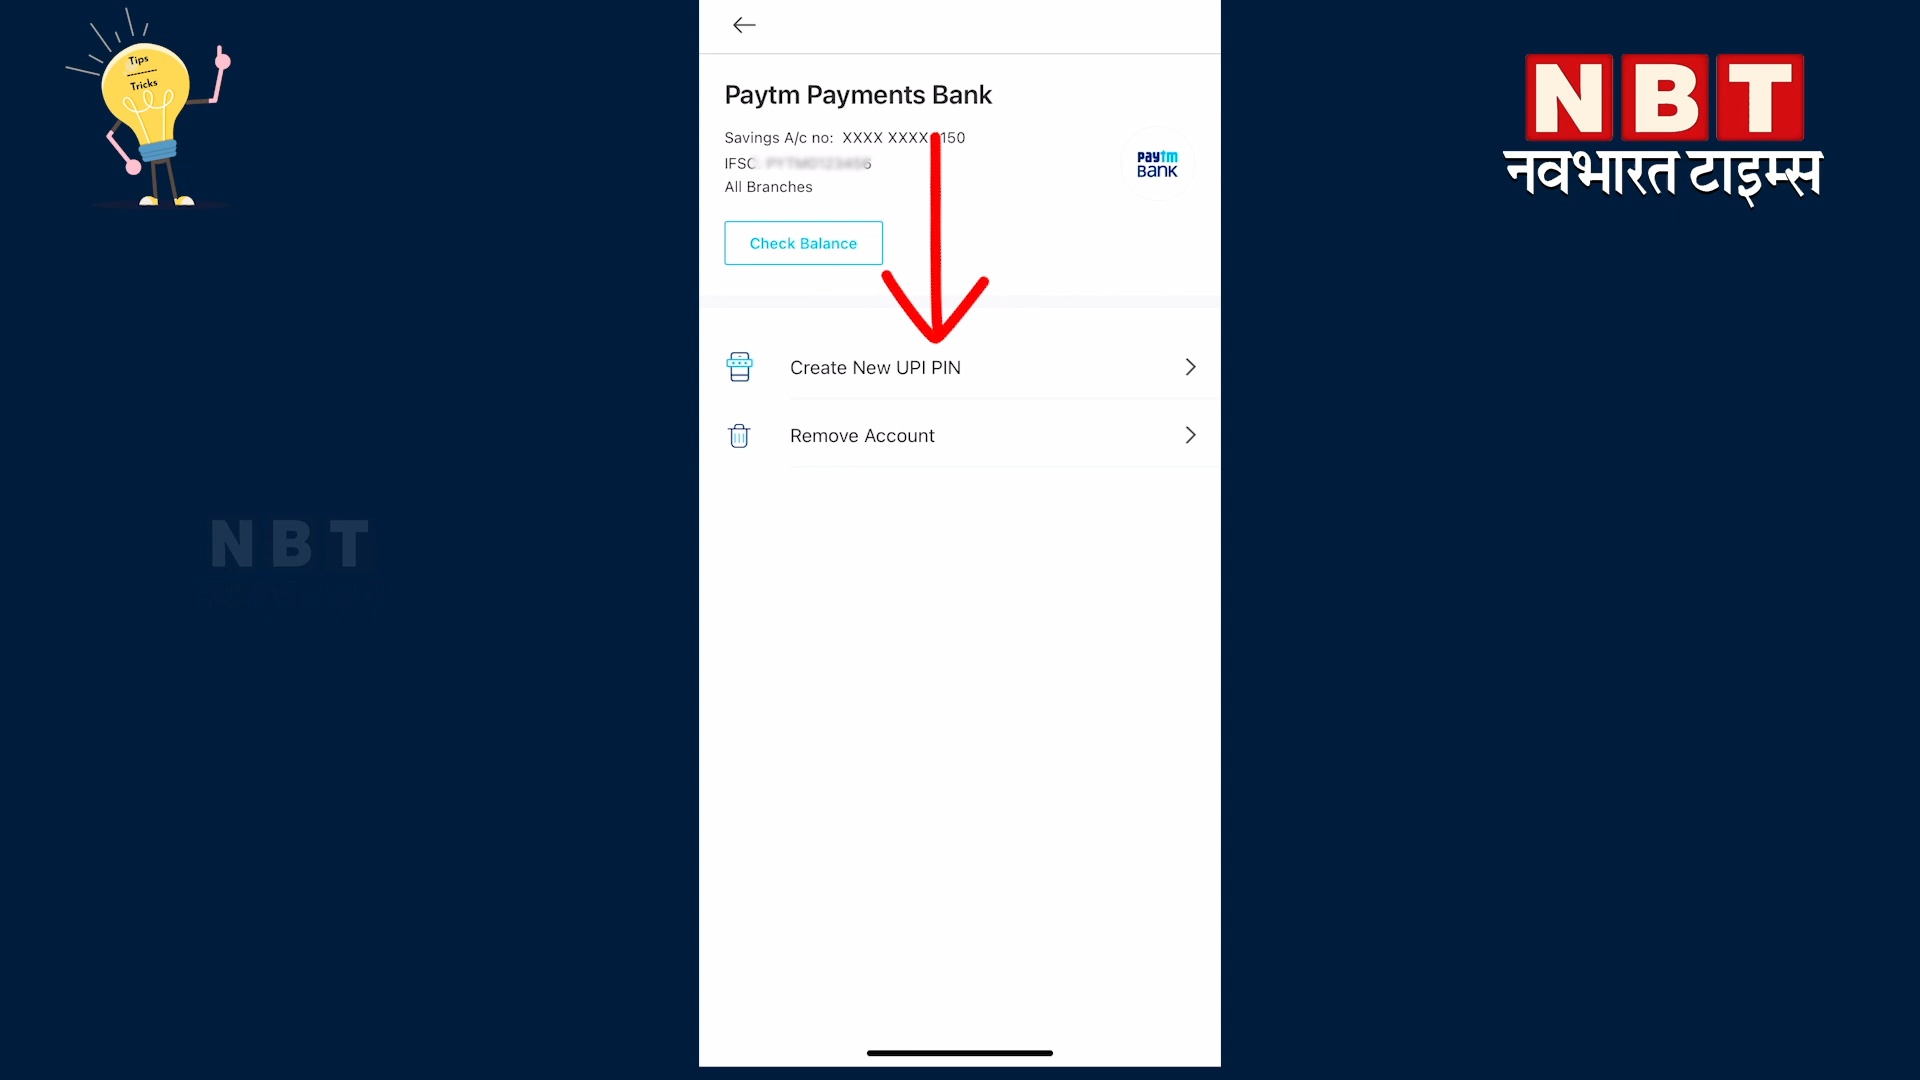 Tips
Tricks
Paytm Payments Bank
Savings A/c no: XXXX XXXX 150
IFSC
All Branches
paytm
BANK
Check Balance
Create New UPI PIN
Remove Account
NBT
नवभारत टाइम्स
NBT